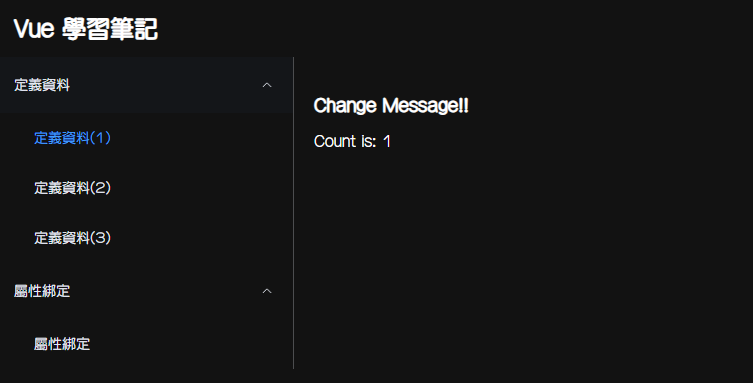 Vue 學習筆記
定義資料
定義資料(1)
定義資料(2)
定義資料(3)
屬性綁定
屬性綁定
Change Message!!
Count is: 1